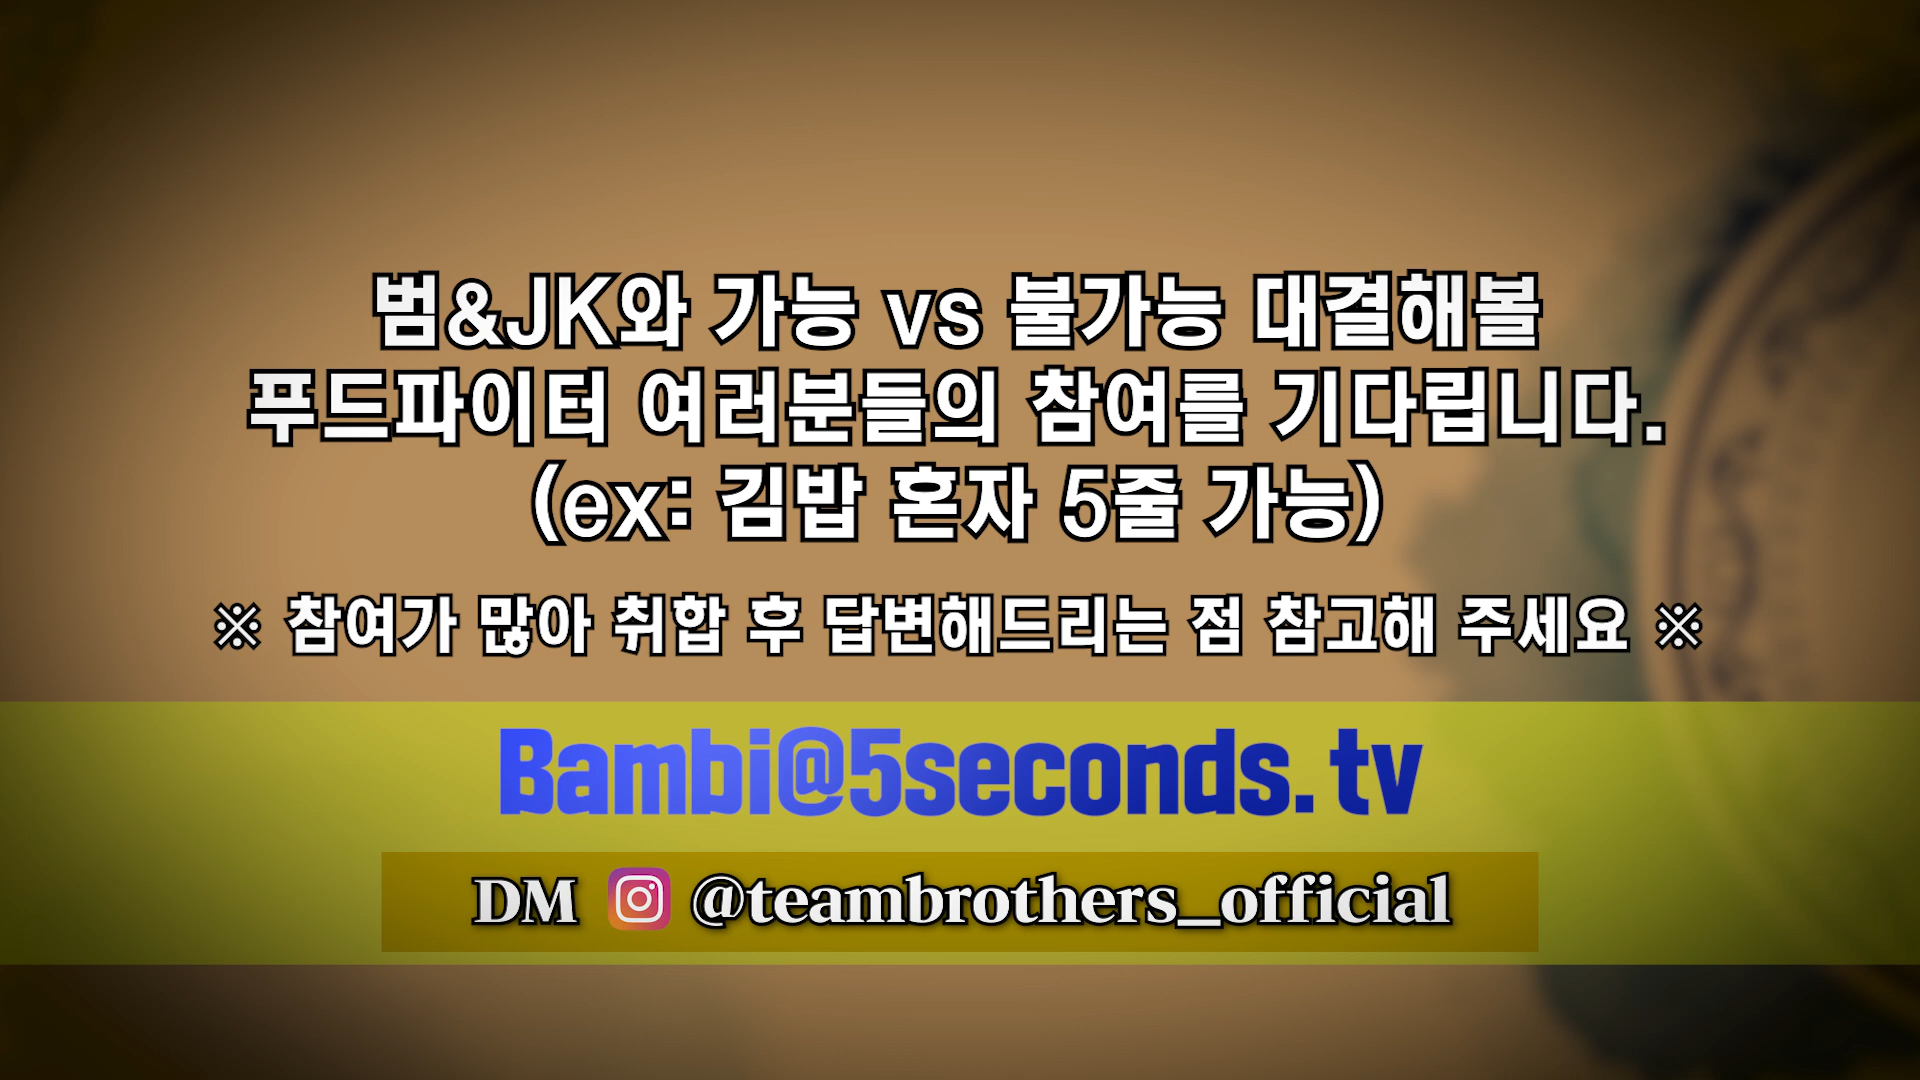 범&JK와 가능 vs 불가능 대결해볼
푸드파이터 여러분들의 참여를 기다립니다.
(ex: 김밥 혼자 5줄 가능)
※ 참여가 많아 취합 후 답변해드리는 점 참고해 주세요 ※
Bambi@5seconds.tv
DM @teambrothers_official